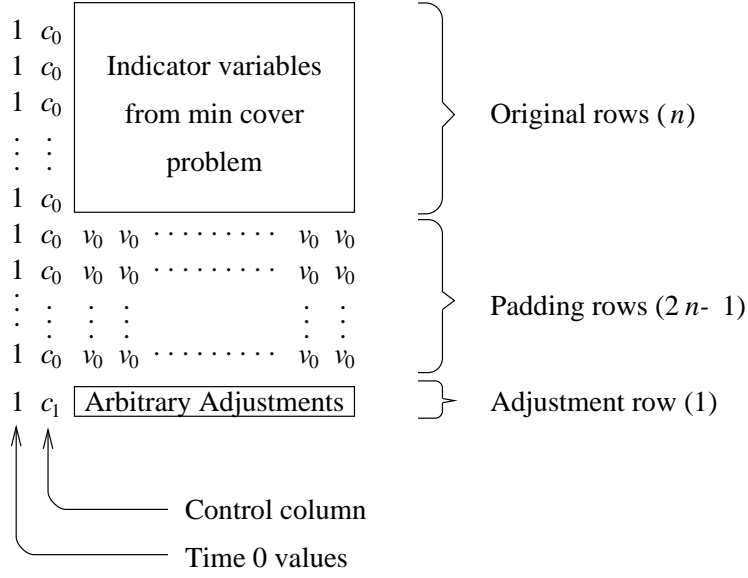 1 c0
1 c0 Indicator variables
1 c0 from min cover Original rows (n)
⋮ ⋮ problem
1 c0
1 c0 v0 v0 ·········· v0 v0
1 c0 v0 v0 ·········· v0 v0
⋮ ⋮ ⋮ ⋮ ⋮ ⋮ Padding rows (2n- 1)
1 c0 v0 v0 ·········· v0 v0
1 c1 Arbitrary Adjustments Adjustment row (1)
Control column
Time 0 values